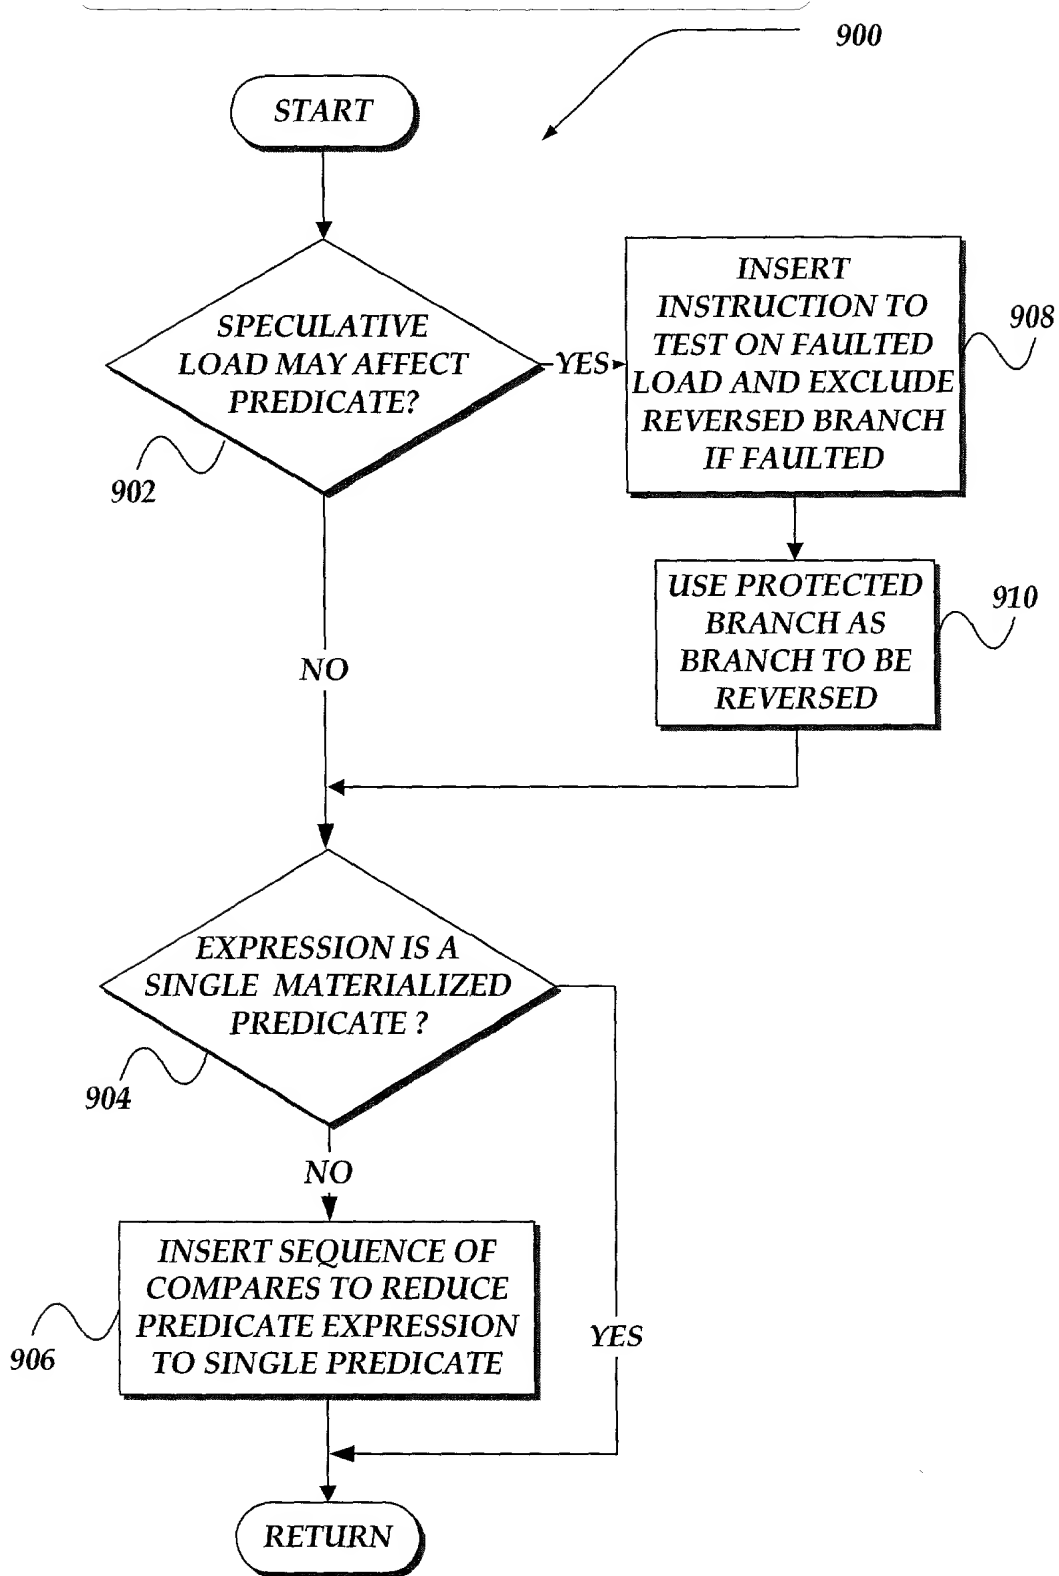 900
START
SPECULATIVE
LOAD MAY AFFECT
PREDICATE?
902
YES
INSERT
INSTRUCTION TO
TEST ON FAULTED
LOAD AND EXCLUDE
REVERSED BRANCH
IF FAULTED
908
USE PROTECTED
BRANCH AS
BRANCH TO BE
REVERSED
910
NO
EXPRESSION IS A
SINGLE MATERIALIZED
PREDICATE ?
904
NO
INSERT SEQUENCE OF
COMPARES TO REDUCE
PREDICATE EXPRESSION
TO SINGLE PREDICATE
906
YES
RETURN